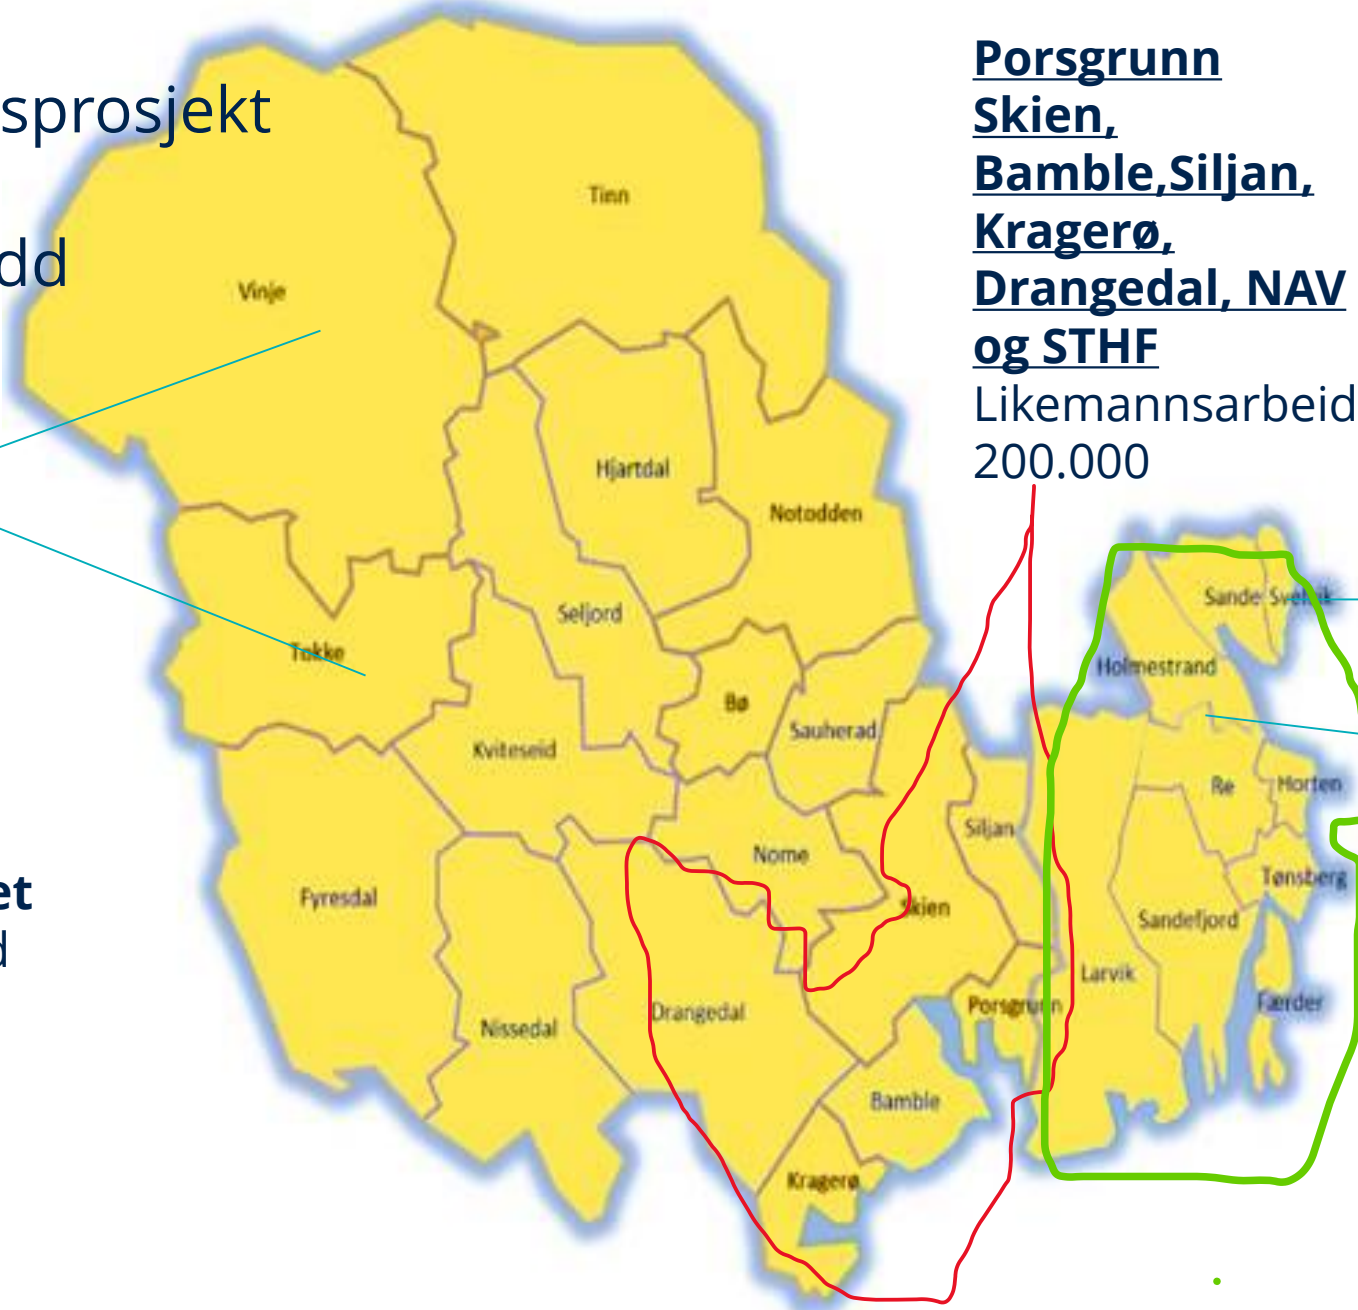 sprosjekt
dd
Porsgrunn
Skien,
Bamble,Siljan,
Kragerø,
Drangedal, NAV
og STHF
Likemannsarbeid
200.000
Tinn
Vinje
Hjartdal
Notodden
Seljord
Tokke
Bø
Sauherad
Kviteseid
Nome
Siljan
Skien
Fyresdal
Nissedal
Drangedal
Porsgrunn
Bamble
Kragerø
Sande Svelvik
Holmestrand
Re
Horten
Tønsberg
Sandefjord
Larvik
Færder
et
d